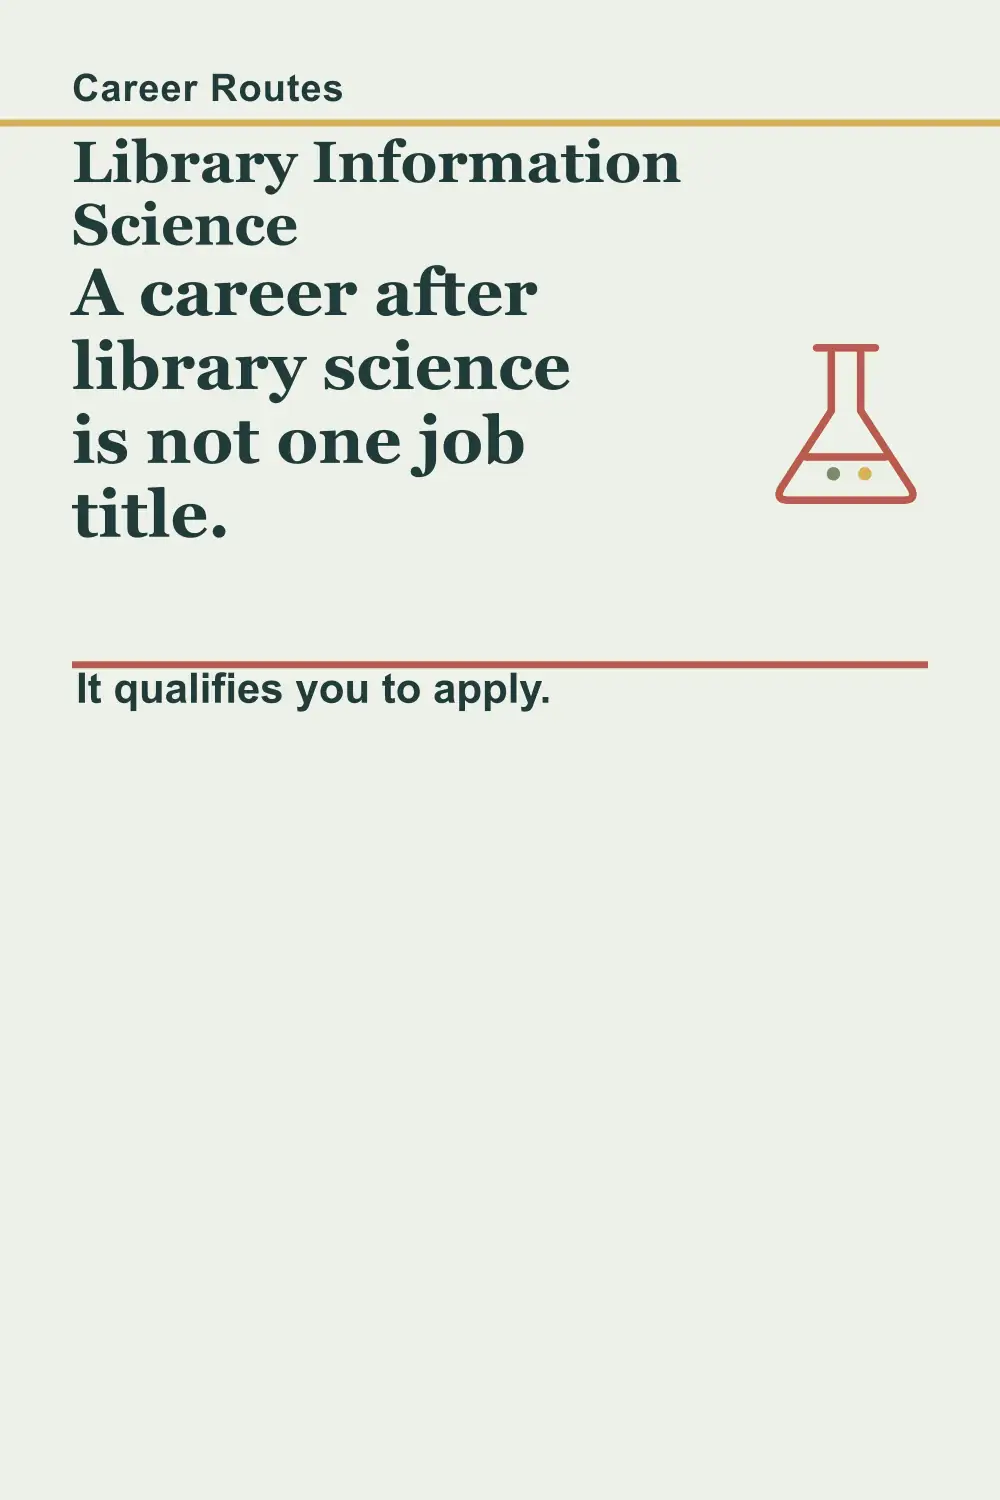 Career Routes
Library Information
Science
A career after
library science
is not one job
title.
It qualifies you to apply.